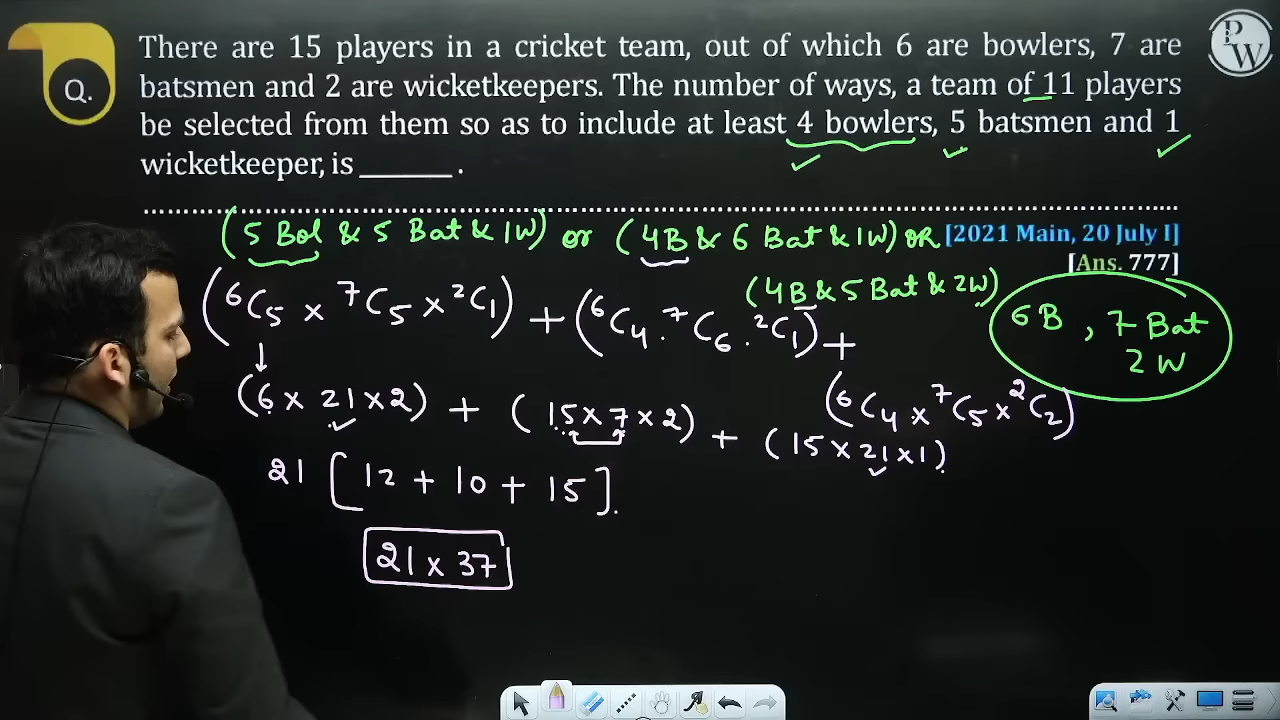 Q.
There are 15 players in a cricket team, out of which 6 are bowlers, 7 are
batsmen and 2 are wicketkeepers. The number of ways, a team of 11 players
be selected from them so as to include at least 4 bowlers, 5 batsmen and 1
wicketkeeper, is _______ .
PW
(5 Bol & 5 Bat & 1W) or (4B & 6 Bat & 1W) OR [2021 Main, 20 July I]
[Ans. 777]
(4B & 5 Bat & 2W)
6B , 7 Bat
2 W
(⁶C₅ x ⁷C₅ x ²C₁) + (⁶C₄ . ⁷C₆ . ²C₁) +
(⁶C₄ x ⁷C₅ x ²C₂)
(6 x 21 x 2) + (15 x 7 x 2) + (15 x 21 x 1)
21 [12 + 10 + 15].
21 x 37